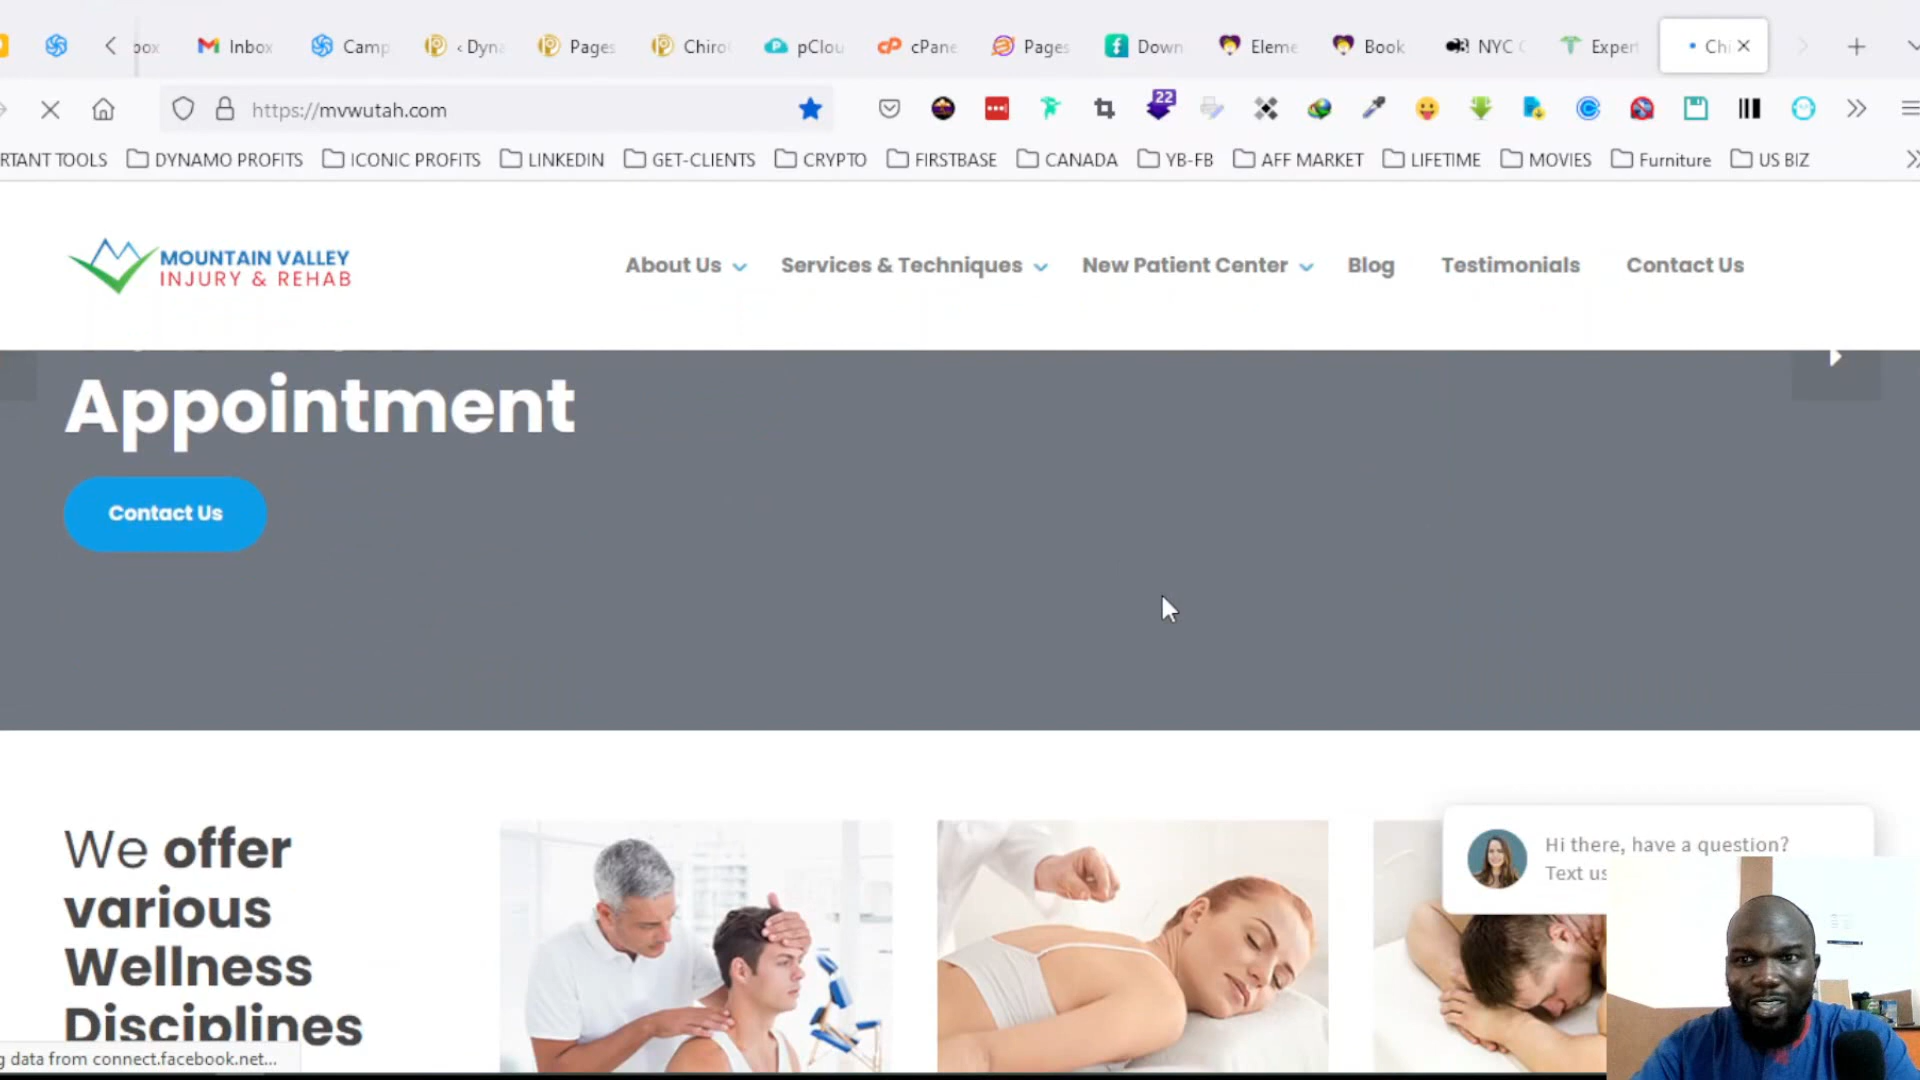 box Inbox Camp ‹ Dyna Pages Chiro pClou cPane Pages Down Eleme Book NYC C Exper Chi
https://mvwutah.com
22
RTANT TOOLS DYNAMO PROFITS ICONIC PROFITS LINKEDIN GET-CLIENTS CRYPTO FIRSTBASE CANADA YB-FB AFF MARKET LIFETIME MOVIES Furniture US BIZ
MOUNTAIN VALLEY
INJURY & REHAB
About Us Services & Techniques New Patient Center Blog Testimonials Contact Us
Appointment
Contact Us
We offer
various
Wellness
Disciplines
Hi there, have a question?
Text us
g data from connect.facebook.net...